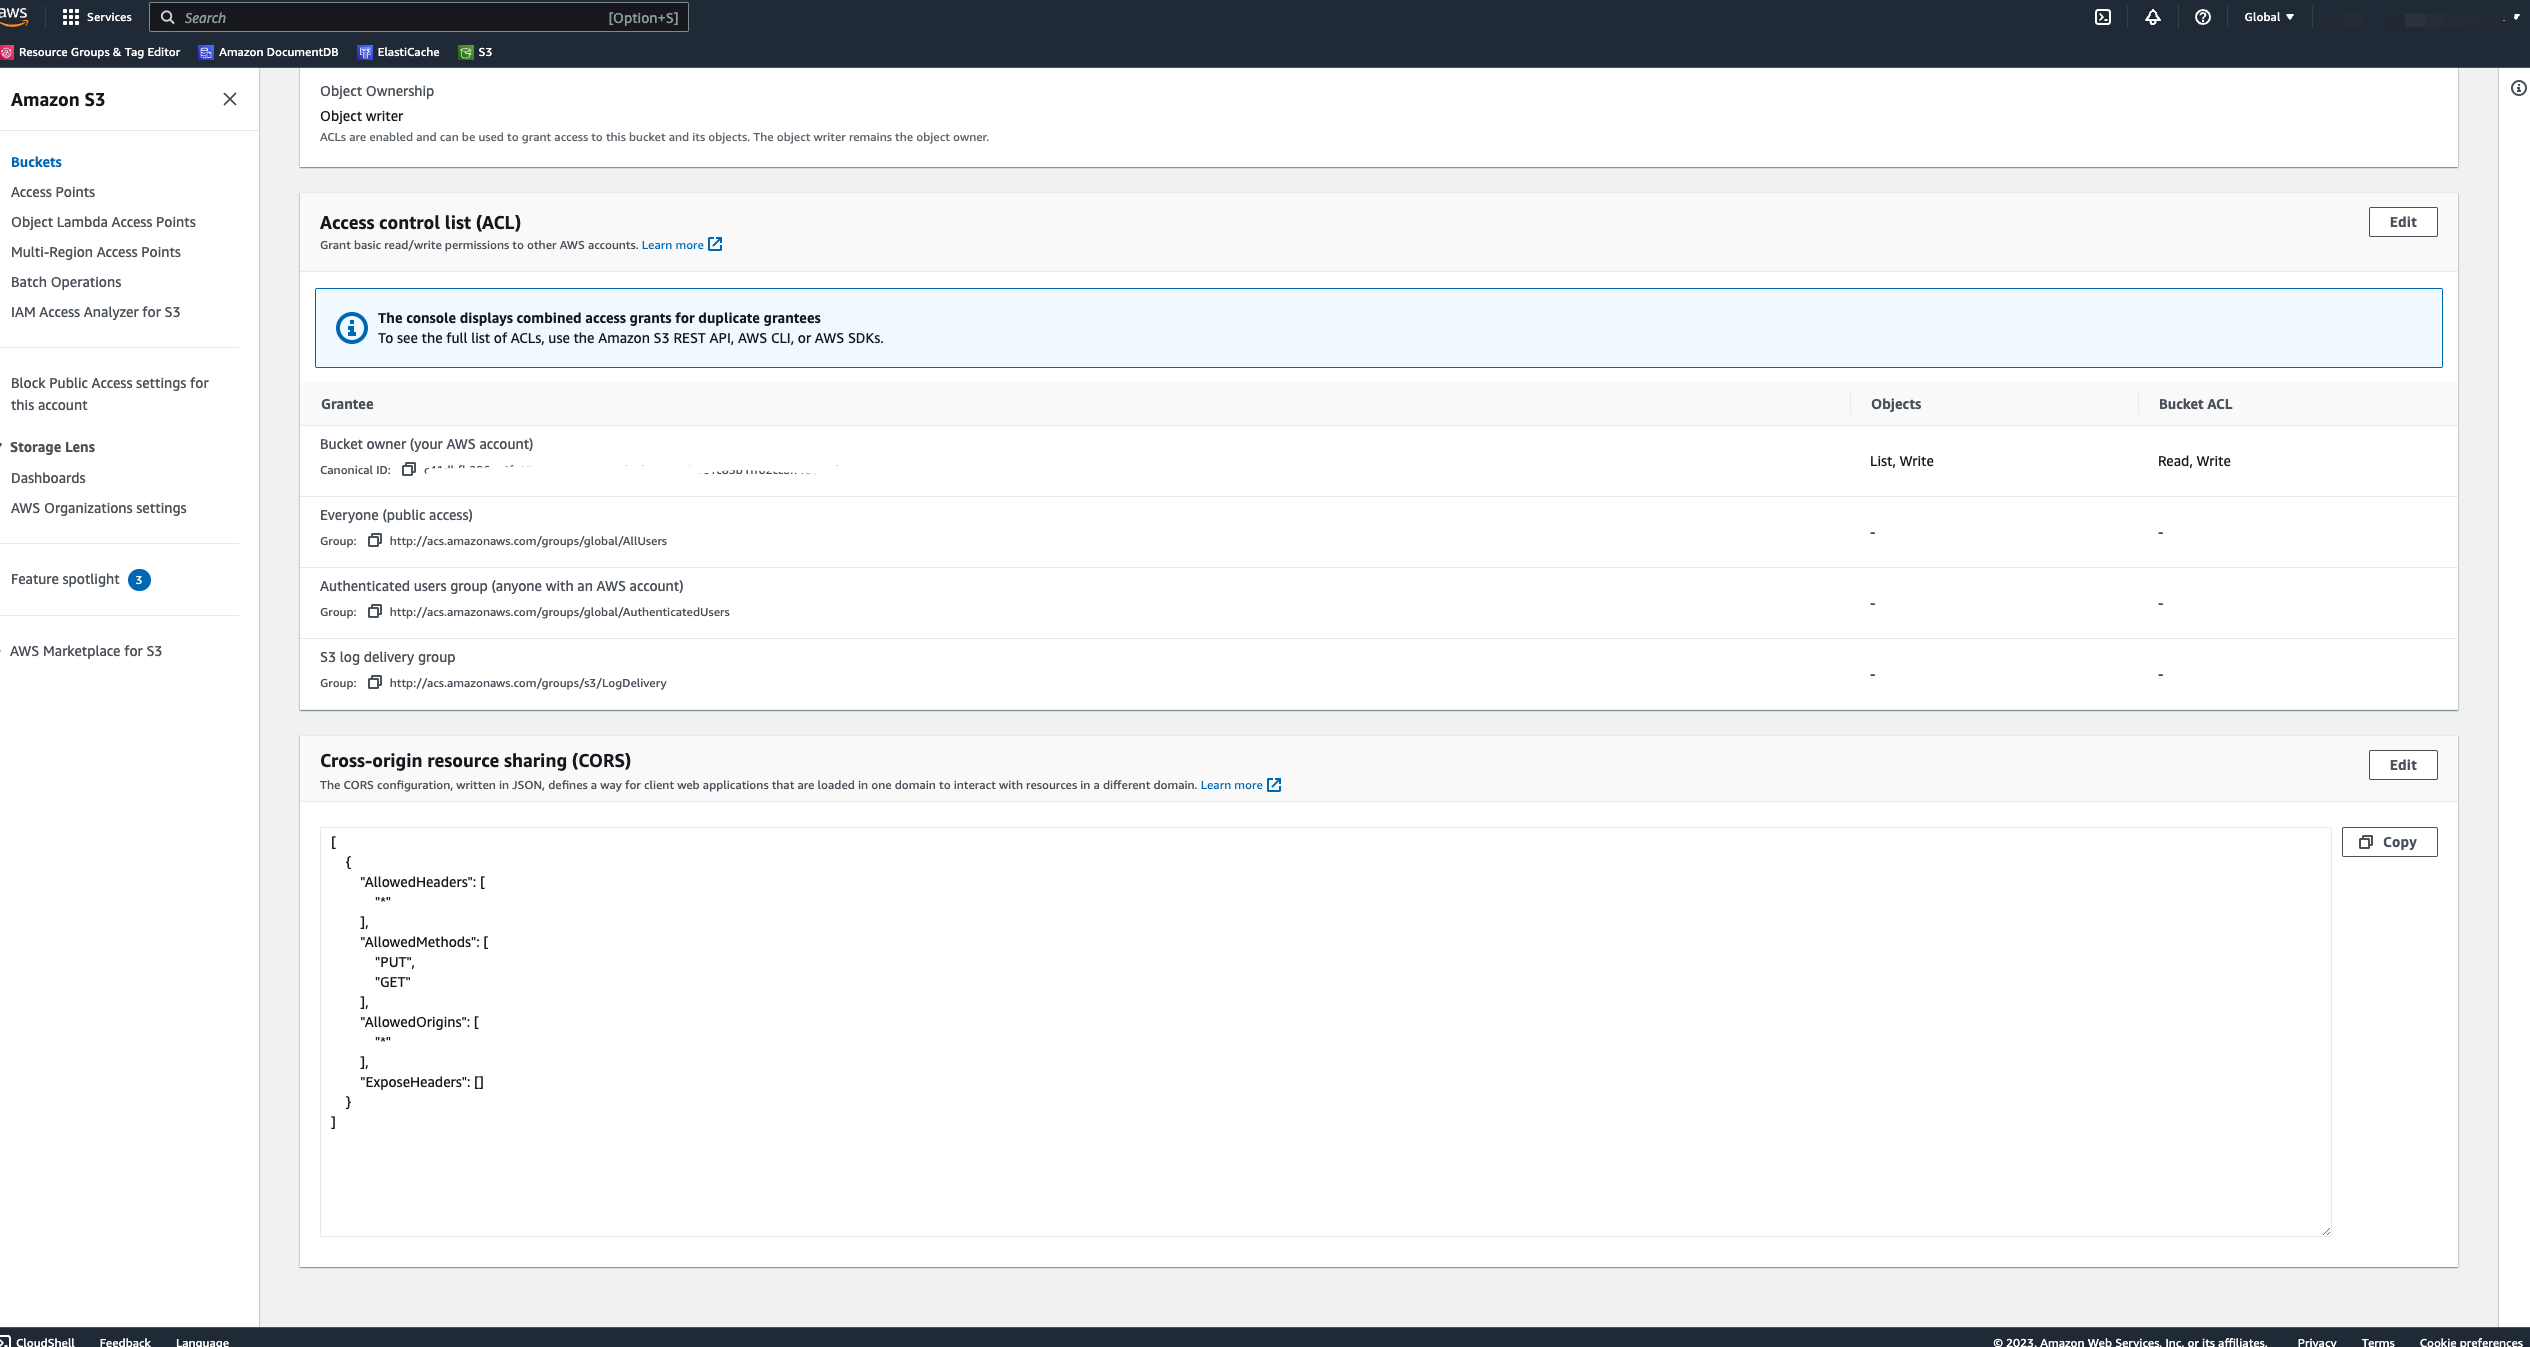 aws
Services
Search
[Option+S]
Global
Resource Groups & Tag Editor
Amazon DocumentDB
ElastiCache
S3
Amazon S3
Buckets
Access Points
Object Lambda Access Points
Multi-Region Access Points
Batch Operations
IAM Access Analyzer for S3
Block Public Access settings for
this account
Storage Lens
Dashboards
AWS Organizations settings
Feature spotlight 3
AWS Marketplace for S3
Object Ownership
Object writer
ACLs are enabled and can be used to grant access to this bucket and its objects. The object writer remains the object owner.
Access control list (ACL)
Edit
Grant basic read/write permissions to other AWS accounts. Learn more
The console displays combined access grants for duplicate grantees
To see the full list of ACLs, use the Amazon S3 REST API, AWS CLI, or AWS SDKs.
Grantee
Objects
Bucket ACL
Bucket owner (your AWS account)
Canonical ID:
List, Write
Read, Write
Everyone (public access)
Group: http://acs.amazonaws.com/groups/global/AllUsers
-
-
Authenticated users group (anyone with an AWS account)
Group: http://acs.amazonaws.com/groups/global/AuthenticatedUsers
-
-
S3 log delivery group
Group: http://acs.amazonaws.com/groups/s3/LogDelivery
-
-
Cross-origin resource sharing (CORS)
Edit
The CORS configuration, written in JSON, defines a way for client web applications that are loaded in one domain to interact with resources in a different domain. Learn more
Copy
[
{
"AllowedHeaders": [
"*"
],
"AllowedMethods": [
"PUT",
"GET"
],
"AllowedOrigins": [
"*"
],
"ExposeHeaders": []
}
]
CloudShell
Feedback
Language
© 2023, Amazon Web Services, Inc. or its affiliates.
Privacy
Terms
Cookie preferences